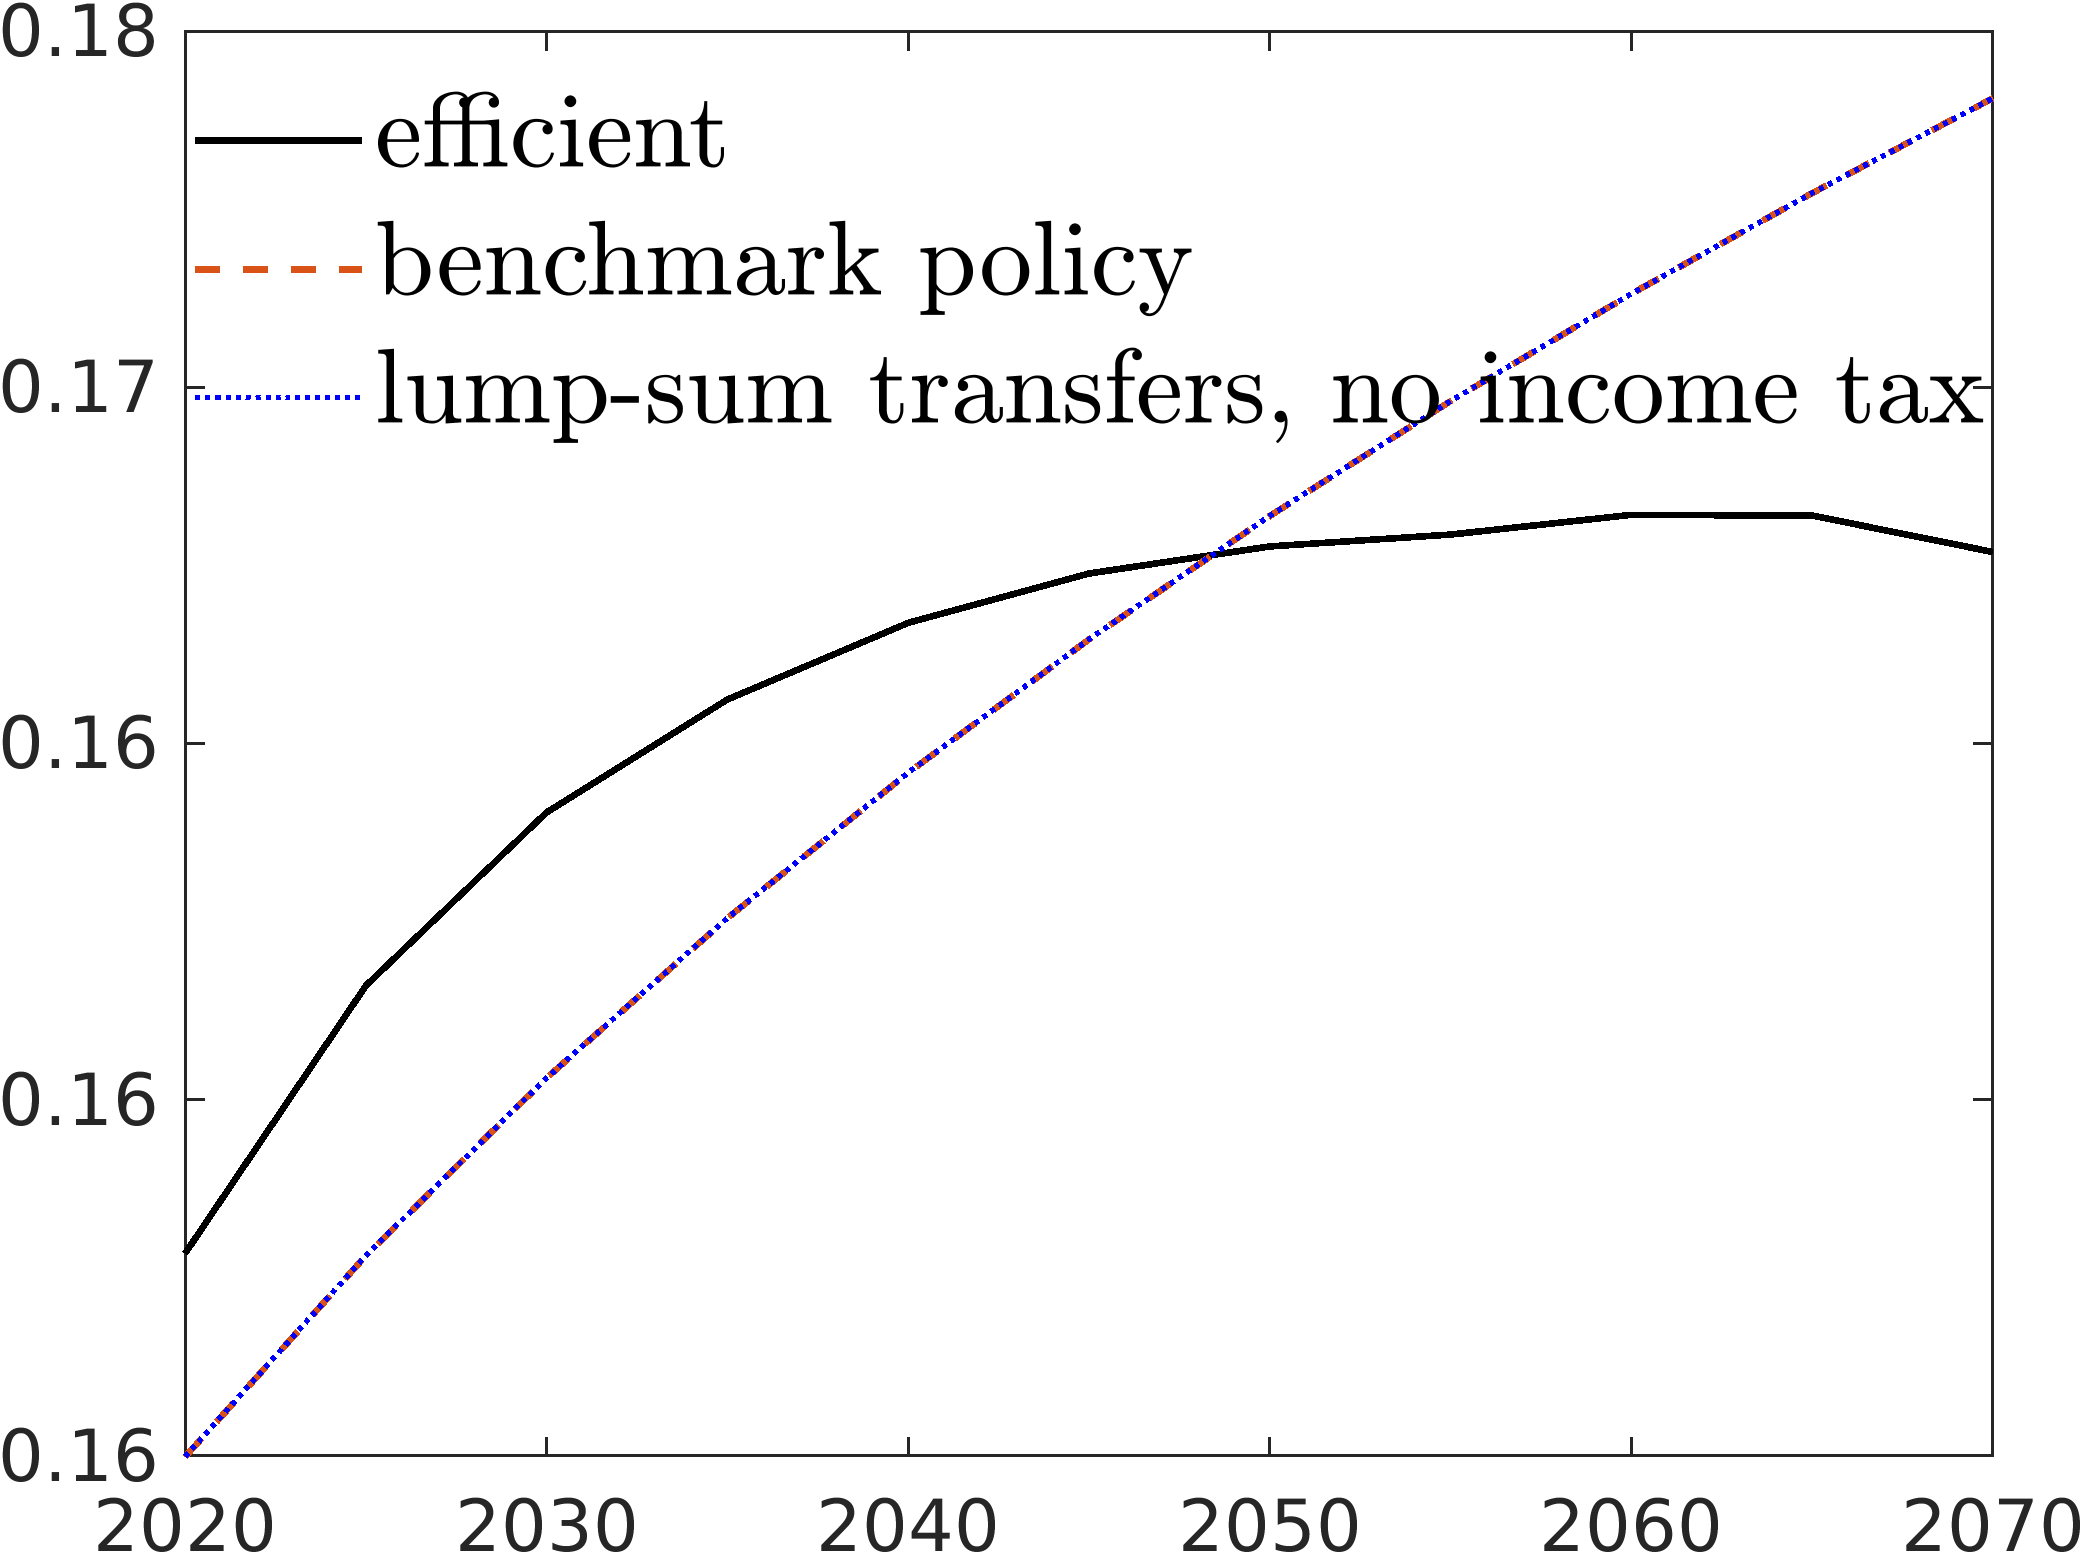 0.18
efficient
benchmark policy
0.17
lump-sum transfers, no income tax
0.16
0.16
0.16
2020 2030 2040 2050 2060 2070